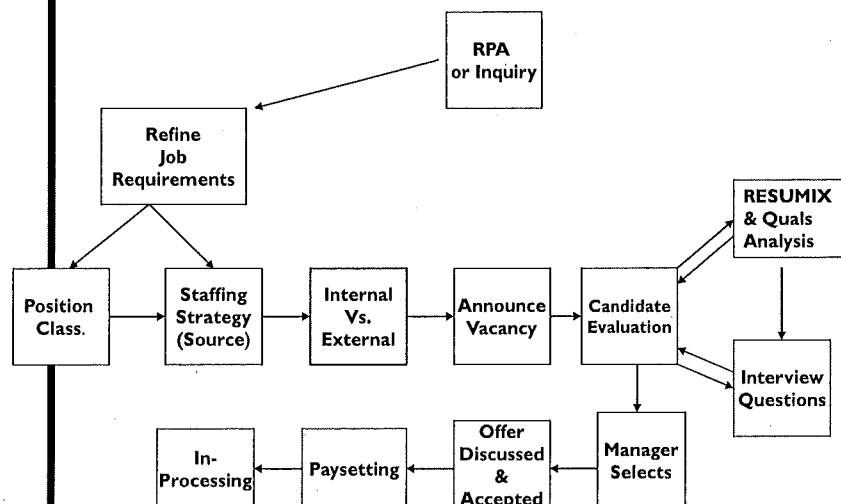 RPA
or Inquiry
Refine
Job
Requirements
RESUMIX
& Quals
Analysis
Position
Class.
Staffing
Strategy
(Source)
Internal
Vs.
External
Announce
Vacancy
Candidate
Evaluation
Interview
Questions
In-
Processing
Paysetting
Offer
Discussed
&
Accepted
Manager
Selects